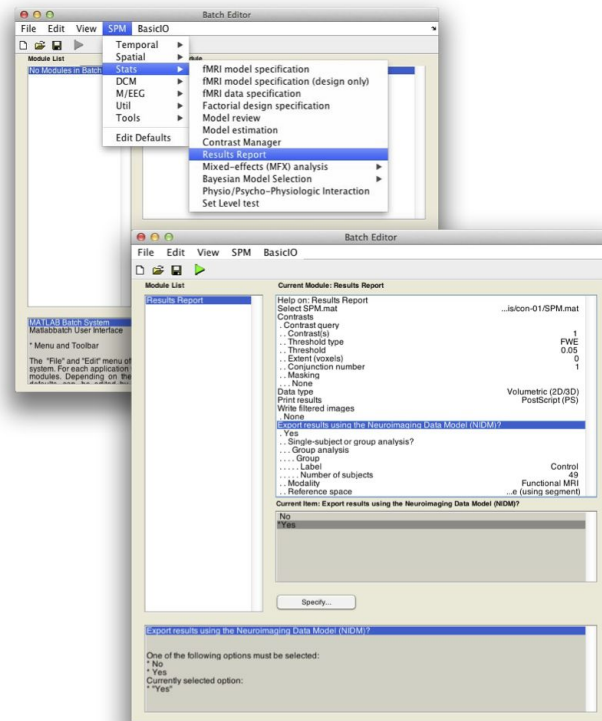 Batch Editor
File Edit View SPM BasicIO
Module List
No Modules in Batch
Temporal
Spatial
Stats
DCM
M/EEG
Util
Tools
Edit Defaults
fMRI model specification
fMRI model specification (design only)
fMRI data specification
Factorial design specification
Model review
Model estimation
Contrast Manager
Results Report
Mixed-effects (MFX) analysis
Bayesian Model Selection
Physio/Psycho-Physiologic Interaction
Set Level test
MATLAB Batch System
Matlabbatch User Interface
* Menu and Toolbar
The "File" and "Edit" menu of
system. For each application
modules. Depending on the
defaults can be edited by
Batch Editor
File Edit View SPM BasicIO
Module List Current Module: Results Report
Results Report
Help on: Results Report
Select SPM.mat ...is/con-01/SPM.mat
Contrasts
. Contrast query
. . Contrast(s) 1
. . Threshold type FWE
. . Threshold 0.05
. . Extent (voxels) 0
. . Conjunction number 1
. . Masking
. . . None
Data type Volumetric (2D/3D)
Print results PostScript (PS)
Write filtered images
. None
Export results using the Neuroimaging Data Model (NIDM)?
. Yes
. . Single-subject or group analysis?
. . . Group analysis
. . . . Group
. . . . . Label Control
. . . . . Number of subjects 49
. . Modality Functional MRI
. . Reference space ...e (using segment)
Current Item: Export results using the Neuroimaging Data Model (NIDM)?
No
*Yes
Specify...
Export results using the Neuroimaging Data Model (NIDM)?
One of the following options must be selected:
* No
* Yes
Currently selected option:
* "Yes"